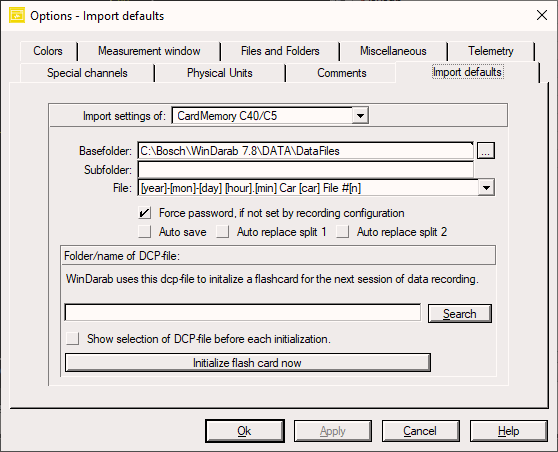 Options - Import defaults
Colors Measurement window Files and Folders Miscellaneous Telemetry
Special channels Physical Units Comments Import defaults
Import settings of: CardMemory C40/C5
Basefolder: C:\Bosch\WinDarab 7.8\DATA\DataFiles ...
Subfolder:
File: [year]-[mon]-[day] [hour].[min] Car [car] File #[n]
Force password, if not set by recording configuration
Auto save Auto replace split 1 Auto replace split 2
Folder/name of DCP-file:
WinDarab uses this dcp-file to initalize a flashcard for the next session of data recording.
Search
Show selection of DCP-file before each initialization.
Initialize flash card now
Ok Apply Cancel Help